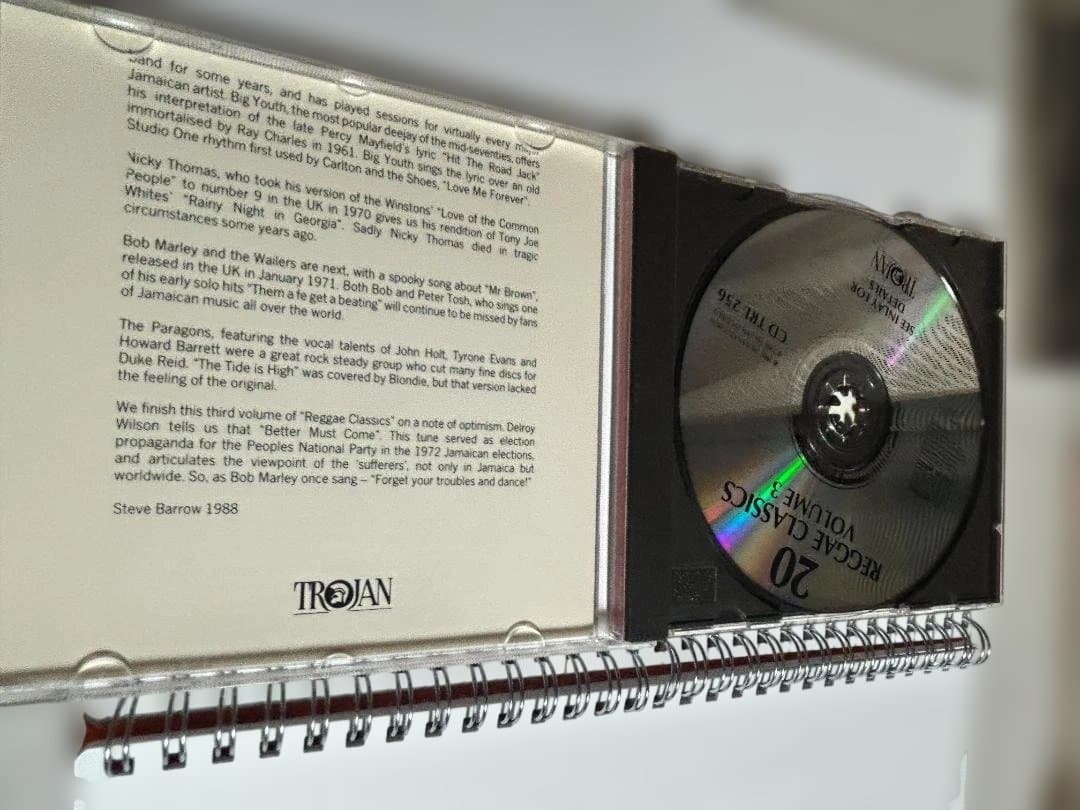 band for some years, and has played sessions for virtually every major
Jamaican artist. Big Youth, the most popular deejay of the mid-seventies, offers
his interpretation of the late Percy Mayfield's lyric "Hit The Road Jack"
immortalised by Ray Charles in 1961. Big Youth sings the lyric over an old
Studio One rhythm first used by Carlton and the Shoes, "Love Me Forever".
Nicky Thomas, who took his version of the Winstons' "Love of the Common
People" to number 9 in the UK in 1970 gives us his rendition of Tony Joe
Whites' "Rainy Night in Georgia". Sadly Nicky Thomas died in tragic
circumstances some years ago.
Bob Marley and the Wailers are next, with a spooky song about "Mr Brown",
released in the UK in January 1971. Both Bob and Peter Tosh, who sings one
of his early solo hits "Them a fe get a beating" will continue to be missed by fans
of Jamaican music all over the world.
The Paragons, featuring the vocal talents of John Holt, Tyrone Evans and
Howard Barrett were a great rock steady group who cut many fine discs for
Duke Reid. "The Tide is High" was covered by Blondie, but that version lacked
the feeling of the original.
We finish this third volume of "Reggae Classics" on a note of optimism. Delroy
Wilson tells us that "Better Must Come". This tune served as election
propaganda for the Peoples National Party in the 1972 Jamaican elections,
and articulates the viewpoint of the 'sufferers', not only in Jamaica but
worldwide. So, as Bob Marley once sang – "Forget your troubles and dance!"
Steve Barrow 1988
TROJAN
20
REGGAE CLASSICS
VOLUME 3
CD TRL 256
SEE INLAY FOR
DETAILS
TROJAN